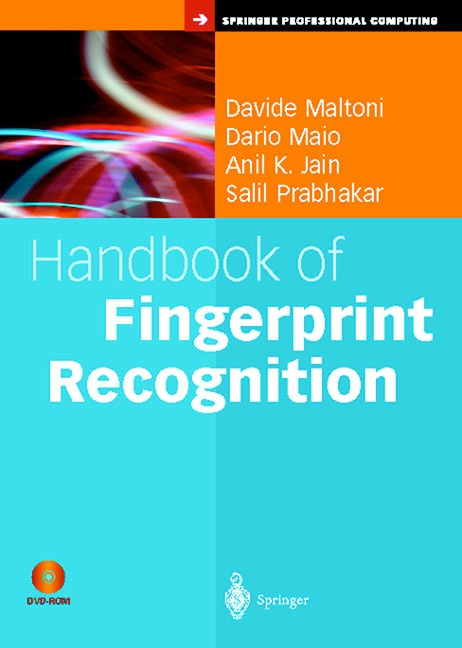 SPRINGER PROFESSIONAL COMPUTING
Davide Maltoni
Dario Maio
Anil K. Jain
Salil Prabhakar
Handbook of
Fingerprint
Recognition
DVD-ROM
Springer